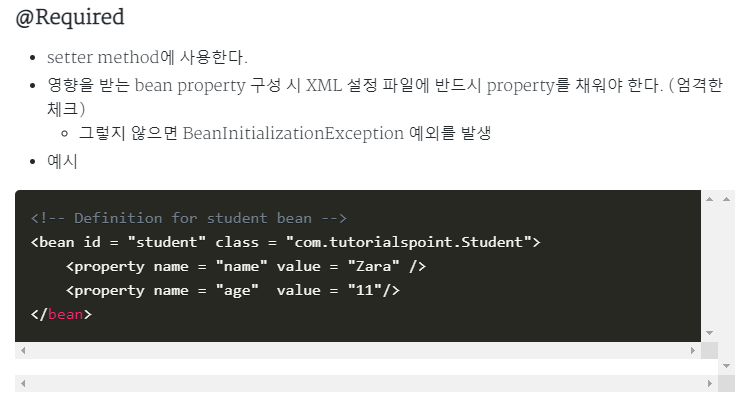 @Required
setter method에 사용한다.
영향을 받는 bean property 구성 시 XML 설정 파일에 반드시 property를 채워야 한다. (엄격한
체크)
그렇지 않으면 BeanInitializationException 예외를 발생
예시
<!-- Definition for student bean -->
<bean id = "student" class = "com.tutorialspoint.Student">
    <property name = "name" value = "Zara" />
    <property name = "age"  value = "11"/>
</bean>